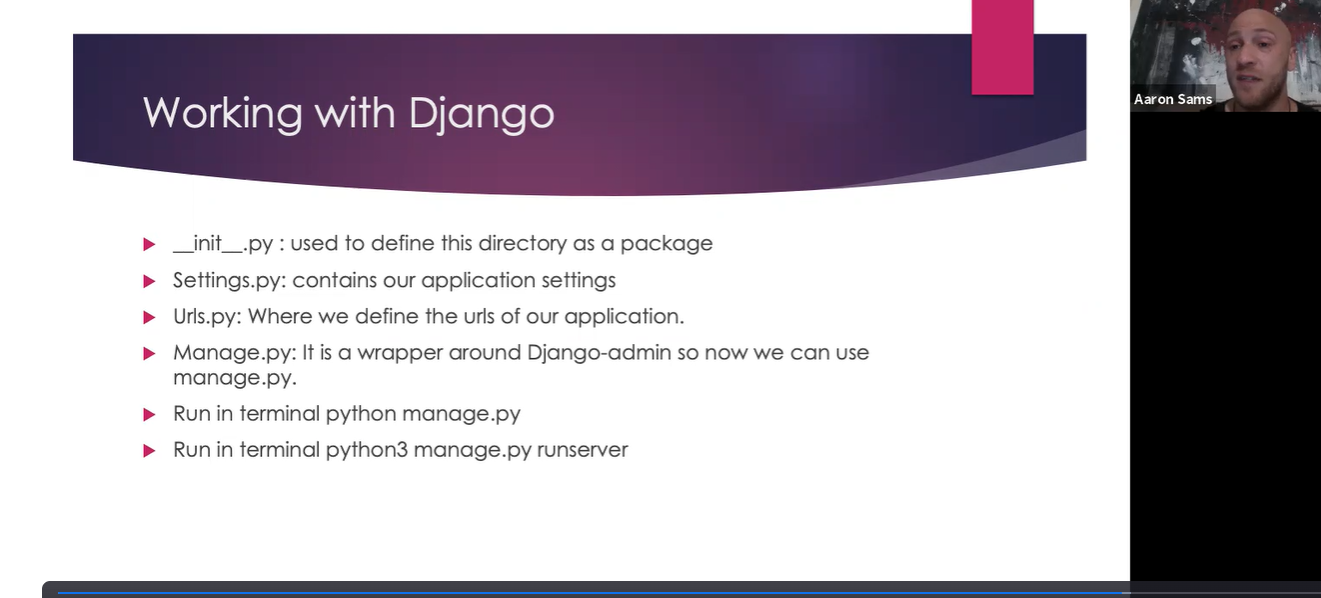 Working with Django
Aaron Sams
__init__.py : used to define this directory as a package
Settings.py: contains our application settings
Urls.py: Where we define the urls of our application.
Manage.py: It is a wrapper around Django-admin so now we can use
manage.py.
Run in terminal python manage.py
Run in terminal python3 manage.py runserver